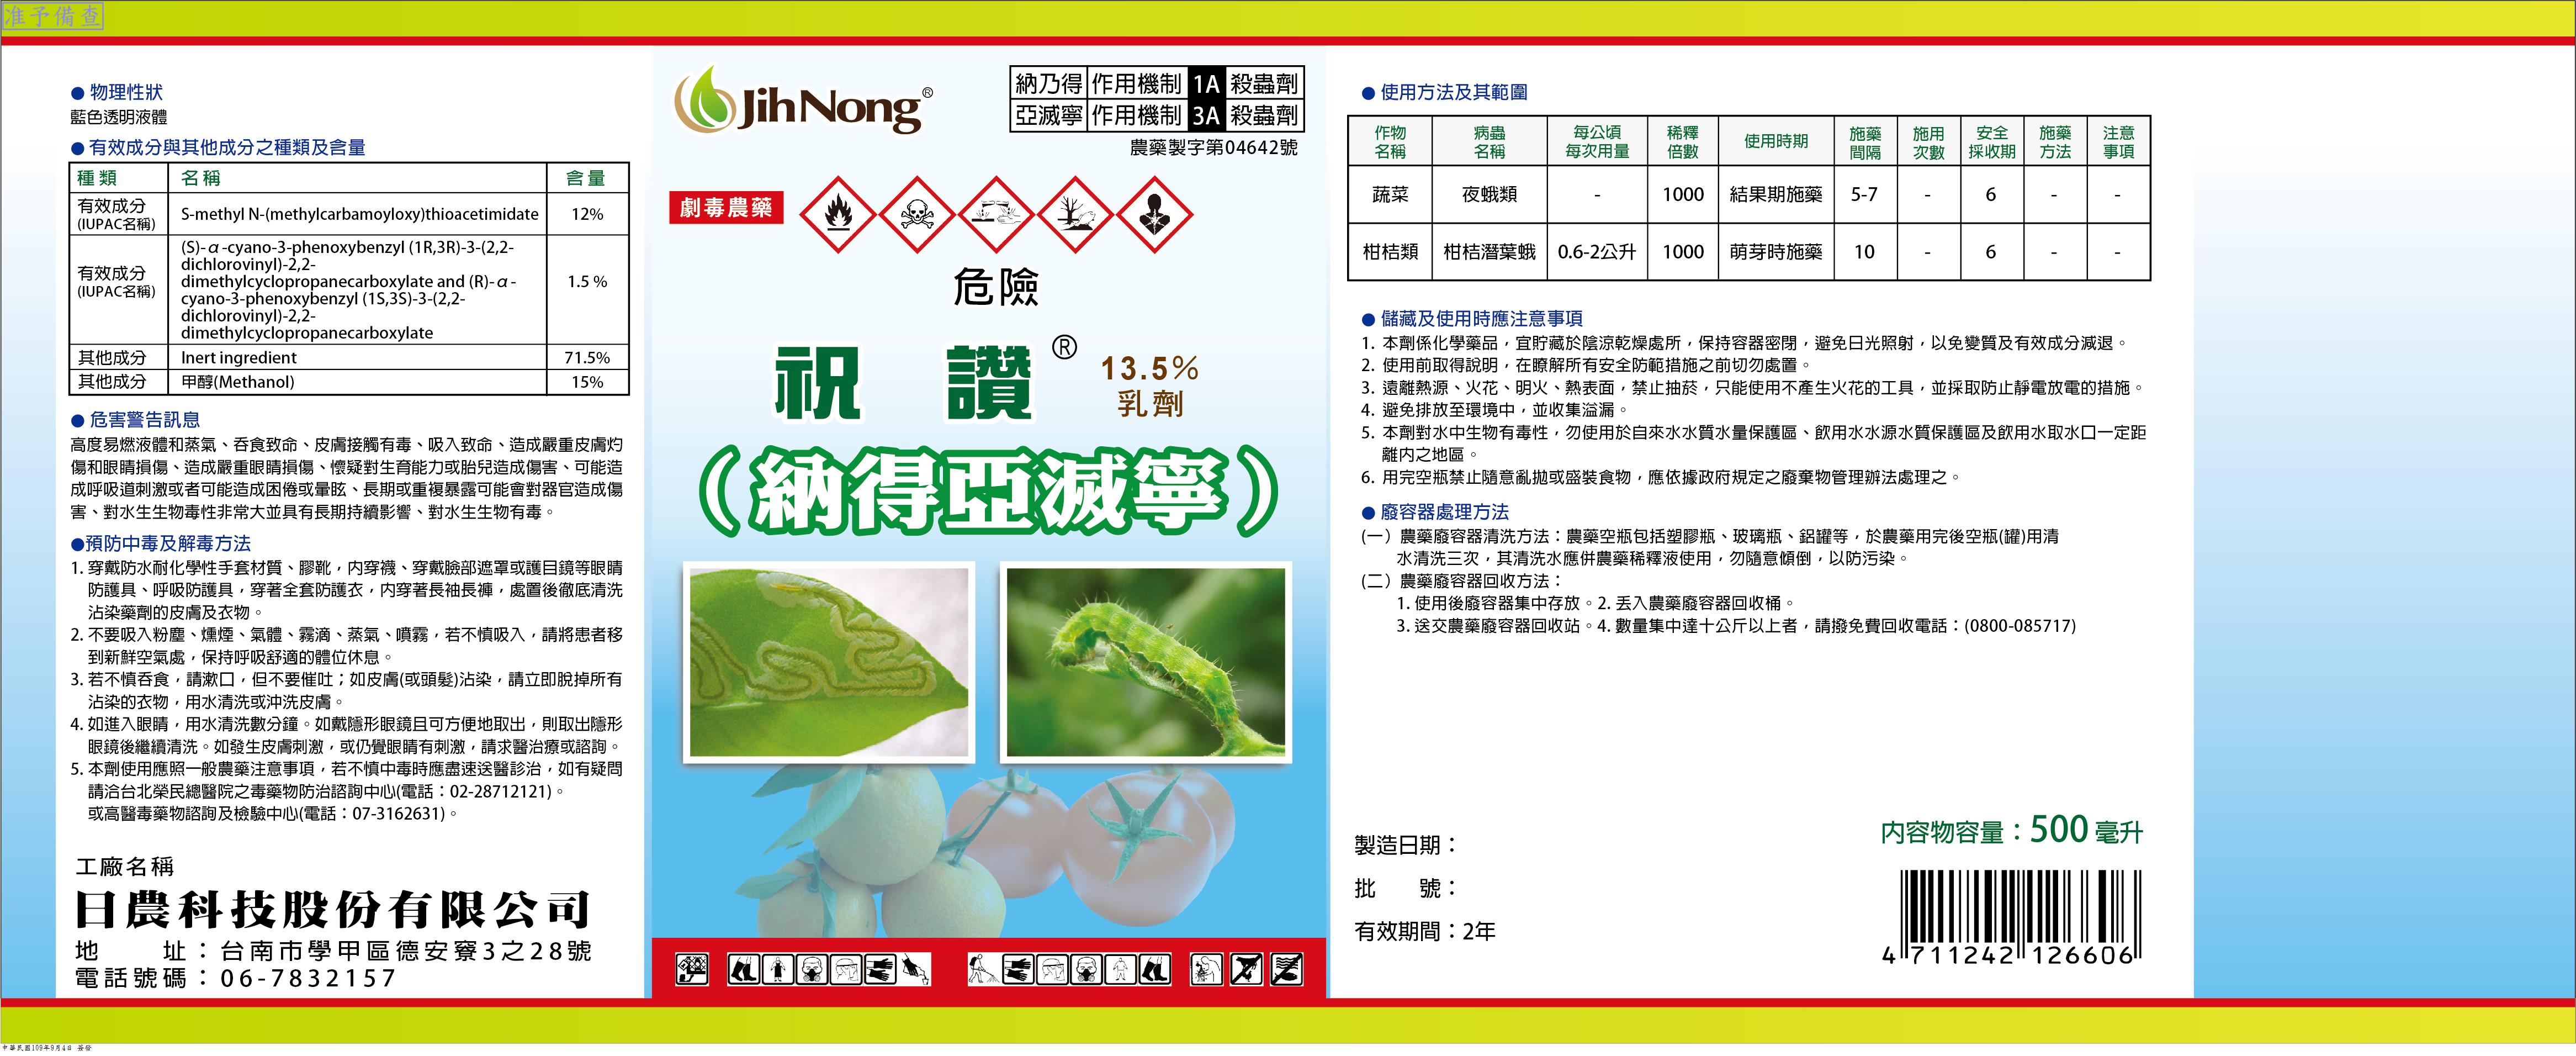 准予備查
● 物理性狀
藍色透明液體
● 有效成分與其他成分之種類及含量
種類 名稱 含量
有效成分
(IUPAC名稱)
S-methyl N-(methylcarbamoyloxy)thioacetimidate 12%
有效成分
(IUPAC名稱)
(S)-α-cyano-3-phenoxybenzyl (1R,3R)-3-(2,2-
dichlorovinyl)-2,2-
dimethylcyclopropanecarboxylate and (R)-α-
cyano-3-phenoxybenzyl (1S,3S)-3-(2,2-
dichlorovinyl)-2,2-
dimethylcyclopropanecarboxylate
1.5 %
其他成分 Inert ingredient 71.5%
其他成分 甲醇(Methanol) 15%
● 危害警告訊息
高度易燃液體和蒸氣、吞食致命、皮膚接觸有毒、吸入致命、造成嚴重皮膚灼
傷和眼睛損傷、造成嚴重眼睛損傷、懷疑對生育能力或胎兒造成傷害、可能造
成呼吸道刺激或者可能造成困倦或暈眩、長期或重複暴露可能會對器官造成傷
害、對水生生物毒性非常大並具有長期持續影響、對水生生物有毒。
●預防中毒及解毒方法
1. 穿戴防水耐化學性手套材質、膠靴，內穿襪、穿戴臉部遮罩或護目鏡等眼睛
防護具、呼吸防護具，穿著全套防護衣，內穿著長袖長褲，處置後徹底清洗
沾染藥劑的皮膚及衣物。
2. 不要吸入粉塵、燻煙、氣體、霧滴、蒸氣、噴霧，若不慎吸入，請將患者移
到新鮮空氣處，保持呼吸舒適的體位休息。
3. 若不慎吞食，請漱口，但不要催吐；如皮膚(或頭髮)沾染，請立即脫掉所有
沾染的衣物，用水清洗或沖洗皮膚。
4. 如進入眼睛，用水清洗數分鐘。如戴隱形眼鏡且可方便地取出，則取出隱形
眼鏡後繼續清洗。如發生皮膚刺激，或仍覺眼睛有刺激，請求醫治療或諮詢。
5. 本劑使用應照一般農藥注意事項，若不慎中毒時應盡速送醫診治，如有疑問
請洽台北榮民總醫院之毒藥物防治諮詢中心(電話：02-28712121)。
或高醫毒藥物諮詢及檢驗中心(電話：07-3162631)。
工廠名稱
日農科技股份有限公司
地 址：台南市學甲區德安寮3之28號
電話號碼：06-7832157
JihNong®
納乃得 作用機制 1A 殺蟲劑
亞滅寧 作用機制 3A 殺蟲劑
農藥製字第04642號
劇毒農藥
危險
祝 讚®
13.5%
乳劑
（納得亞滅寧）
● 使用方法及其範圍
作物名稱 病蟲名稱 每公頃每次用量 稀釋倍數 使用時期 施藥間隔 施用次數 安全採收期 施藥方法 注意事項
蔬菜 夜蛾類 - 1000 結果期施藥 5-7 - 6 - -
柑桔類 柑桔潛葉蛾 0.6-2公升 1000 萌芽時施藥 10 - 6 - -
● 儲藏及使用時應注意事項
1. 本劑係化學藥品，宜貯藏於陰涼乾燥處所，保持容器密閉，避免日光照射，以免變質及有效成分減退。
2. 使用前取得說明，在瞭解所有安全防範措施之前切勿處置。
3. 遠離熱源、火花、明火、熱表面，禁止抽菸，只能使用不產生火花的工具，並採取防止靜電放電的措施。
4. 避免排放至環境中，並收集溢漏。
5. 本劑對水中生物有毒性，勿使用於自來水水質水量保護區、飲用水水源水質保護區及飲用水取水口一定距
離內之地區。
6. 用完空瓶禁止隨意亂拋或盛裝食物，應依據政府規定之廢棄物管理辦法處理之。
● 廢容器處理方法
(一）農藥廢容器清洗方法：農藥空瓶包括塑膠瓶、玻璃瓶、鋁罐等，於農藥用完後空瓶(罐)用清
水清洗三次，其清洗水應併農藥稀釋液使用，勿隨意傾倒，以防污染。
(二）農藥廢容器回收方法：
1. 使用後廢容器集中存放。2. 丟入農藥廢容器回收桶。
3. 送交農藥廢容器回收站。4. 數量集中達十公斤以上者，請撥免費回收電話：(0800-085717)
製造日期：
批 號：
有效期間：2年
內容物容量：500 毫升
4 711242 126606
中華民國109年9月4日 簽發